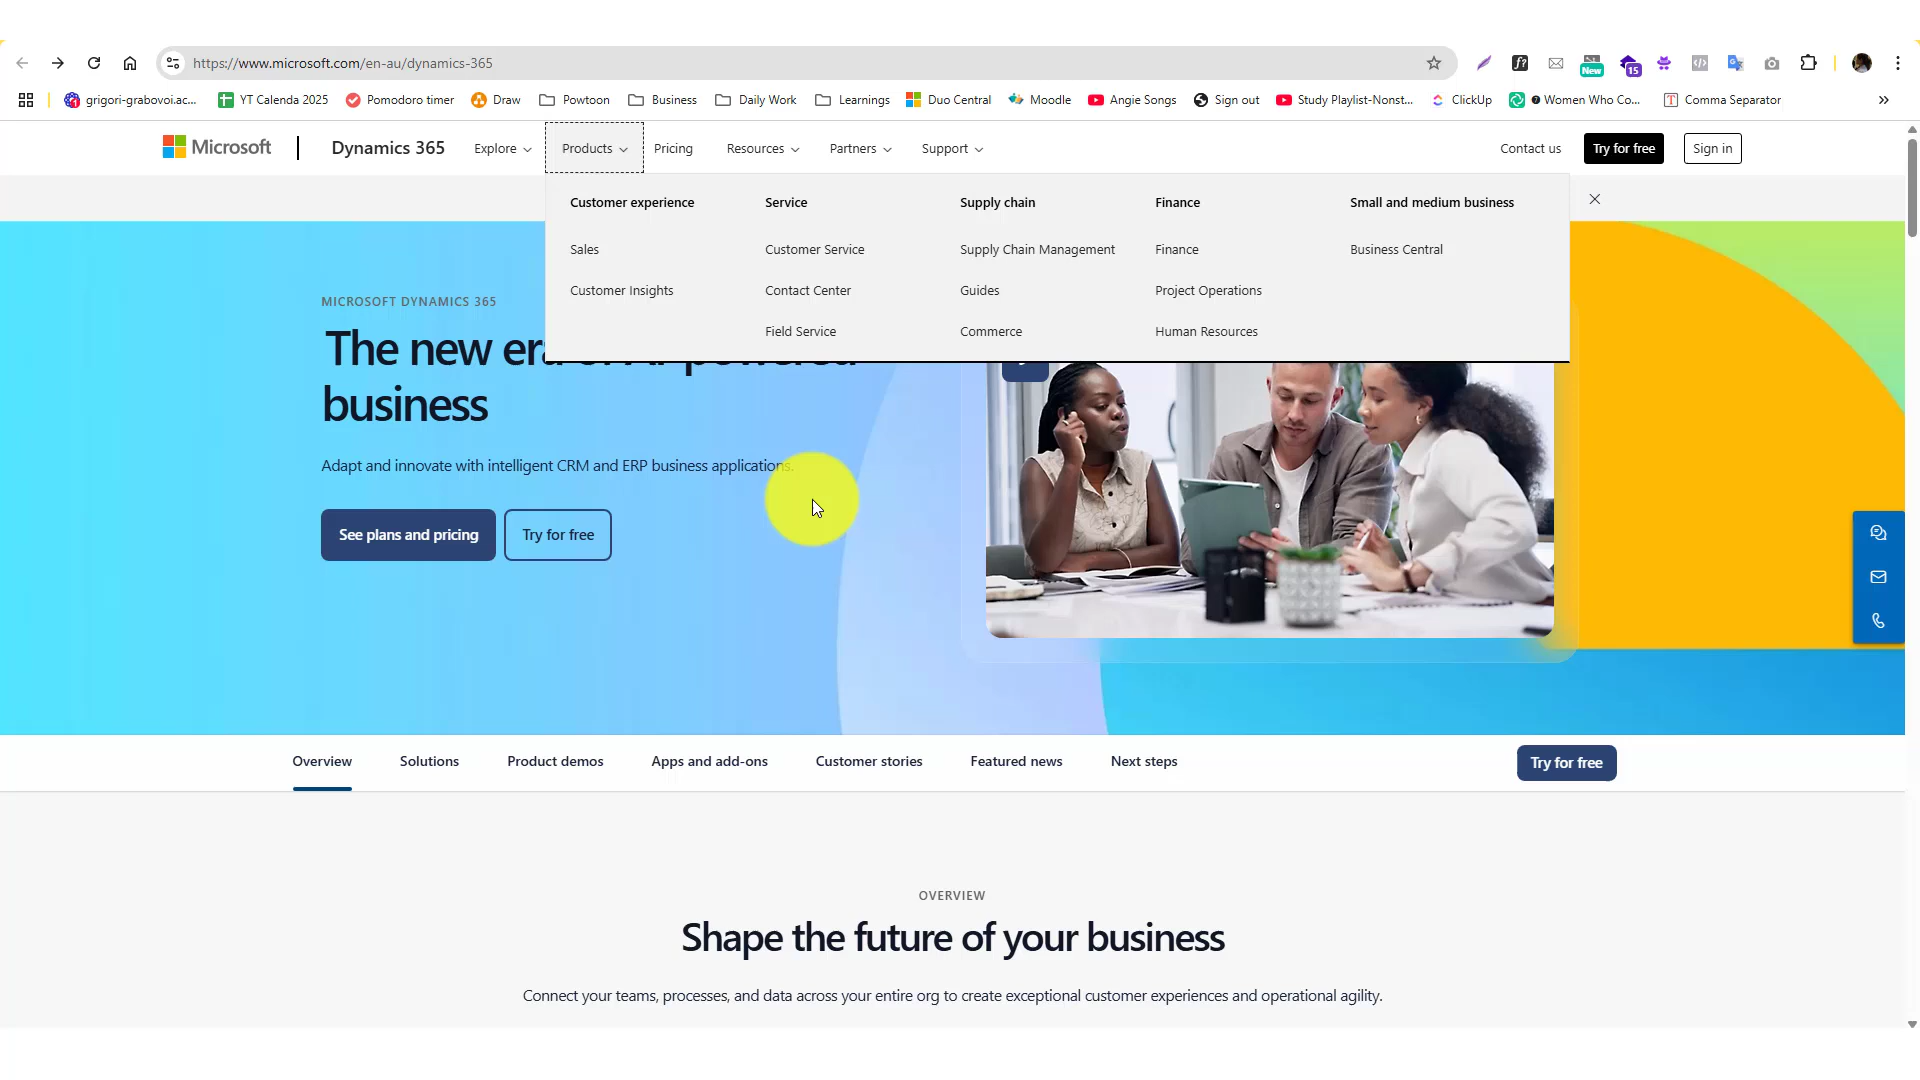 https://www.microsoft.com/en-au/dynamics-365
New
15
grigori-grabovoi.ac...
YT Calenda 2025
Pomodoro timer
Draw
Powtoon
Business
Daily Work
Learnings
Duo Central
Moodle
Angie Songs
Sign out
Study Playlist-Nonst...
ClickUp
Women Who Co...
Comma Separator
Microsoft
Dynamics 365
Explore
Products
Pricing
Resources
Partners
Support
Contact us
Try for free
Sign in
Customer experience
Service
Supply chain
Finance
Small and medium business
Sales
Customer Service
Supply Chain Management
Finance
Business Central
Customer Insights
Contact Center
Guides
Project Operations
Field Service
Commerce
Human Resources
MICROSOFT DYNAMICS 365
The new era of AI-powered
business
Adapt and innovate with intelligent CRM and ERP business applications.
See plans and pricing
Try for free
Overview
Solutions
Product demos
Apps and add-ons
Customer stories
Featured news
Next steps
Try for free
OVERVIEW
Shape the future of your business
Connect your teams, processes, and data across your entire org to create exceptional customer experiences and operational agility.